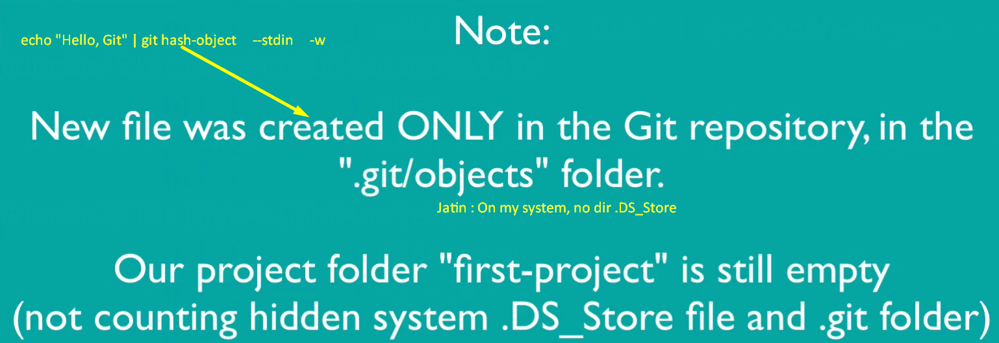 Note:
echo "Hello, Git" | git hash-object --stdin -w
New file was created ONLY in the Git repository, in the
".git/objects" folder.
Jatin : On my system, no dir .DS_Store
Our project folder "first-project" is still empty
(not counting hidden system .DS_Store file and .git folder)